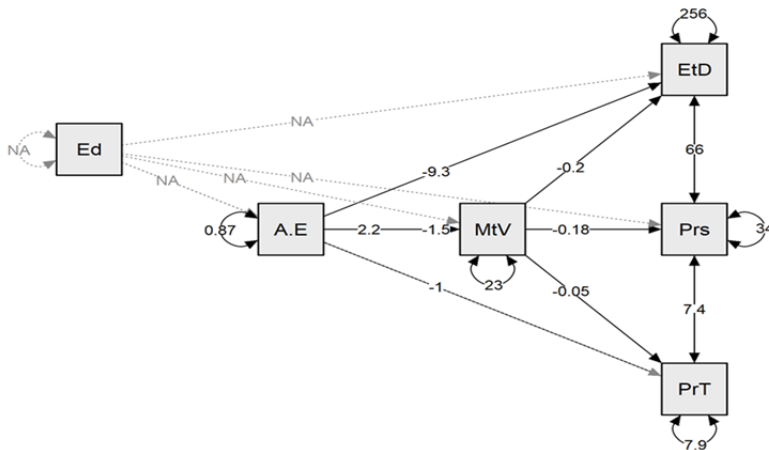 256
EtD
NA
Ed
NA
-9.3
-0.2
66
NA
NA
NA
0.87
A.E
2.2
-1.5
MtV
-0.18
Prs
34
23
-1
-0.05
7.4
PrT
7.9